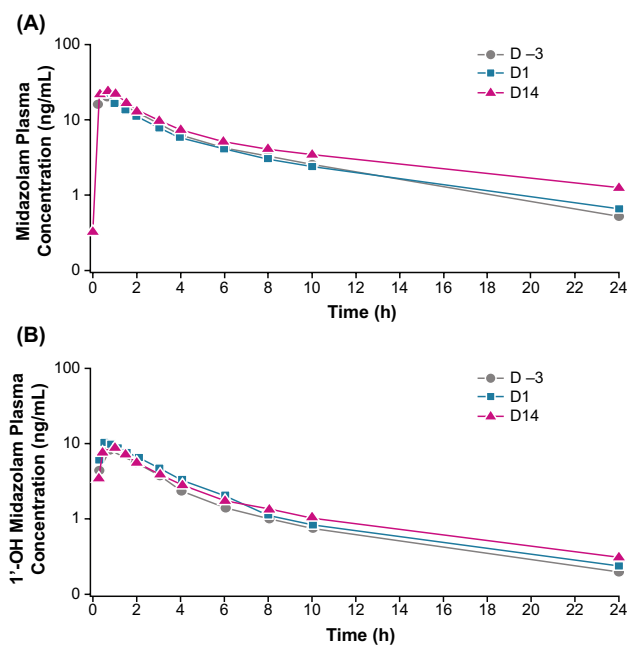 (A)
Midazolam Plasma
Concentration (ng/mL)
100
10
1
0
D –3
D1
D14
0 2 4 6 8 10 12 14 16 18 20 22 24
Time (h)
(B)
1'-OH Midazolam Plasma
Concentration (ng/mL)
100
10
1
0
D –3
D1
D14
0 2 4 6 8 10 12 14 16 18 20 22 24
Time (h)